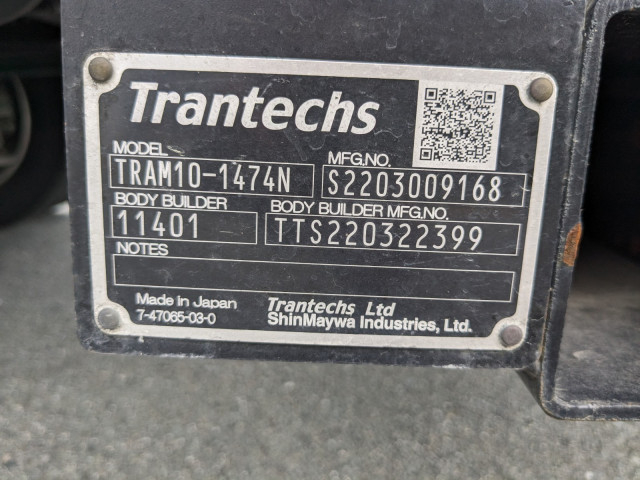 Trantechs
MODEL MFG.NO.
TRAM10-1474N S2203009168
BODY BUILDER BODY BUILDER MFG.NO.
11401 TTS220322399
NOTES
Made in Japan Trantechs Ltd
7-47065-03-0 ShinMaywa Industries, Ltd.